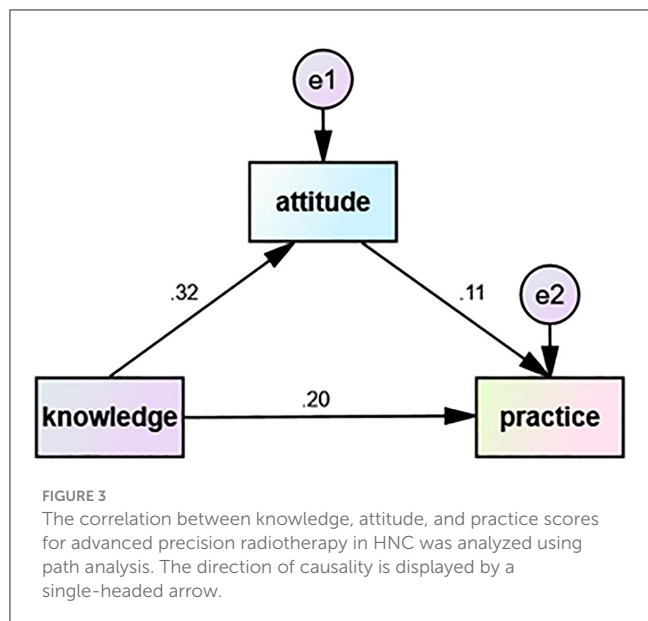 e1
attitude
.32
.11
e2
knowledge
.20
practice
FIGURE 3
The correlation between knowledge, attitude, and practice scores
for advanced precision radiotherapy in HNC was analyzed using
path analysis. The direction of causality is displayed by a
single-headed arrow.